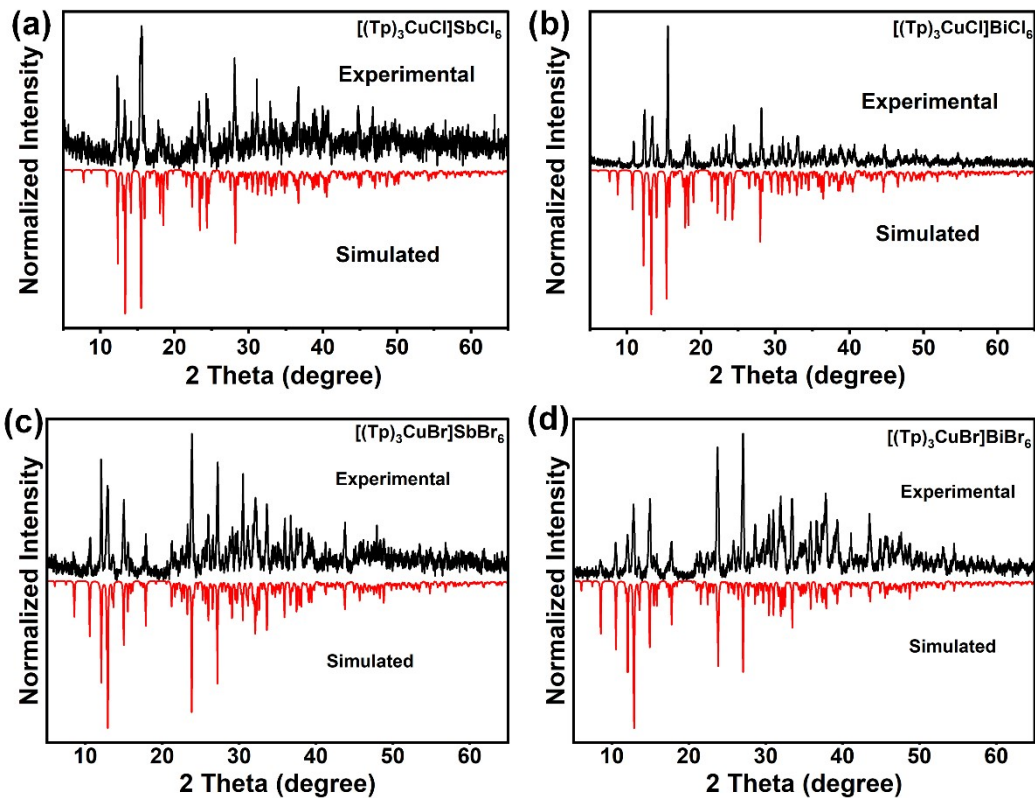 (a)
[(Tp)₃CuCl]SbCl₆
Experimental
Simulated
Normalized Intensity
10 20 30 40 50 60
2 Theta (degree)
(b)
[(Tp)₃CuCl]BiCl₆
Experimental
Simulated
Normalized Intensity
10 20 30 40 50 60
2 Theta (degree)
(c)
[(Tp)₃CuBr]SbBr₆
Experimental
Simulated
Normalized Intensity
10 20 30 40 50 60
2 Theta (degree)
(d)
[(Tp)₃CuBr]BiBr₆
Experimental
Simulated
Normalized Intensity
10 20 30 40 50 60
2 Theta (degree)